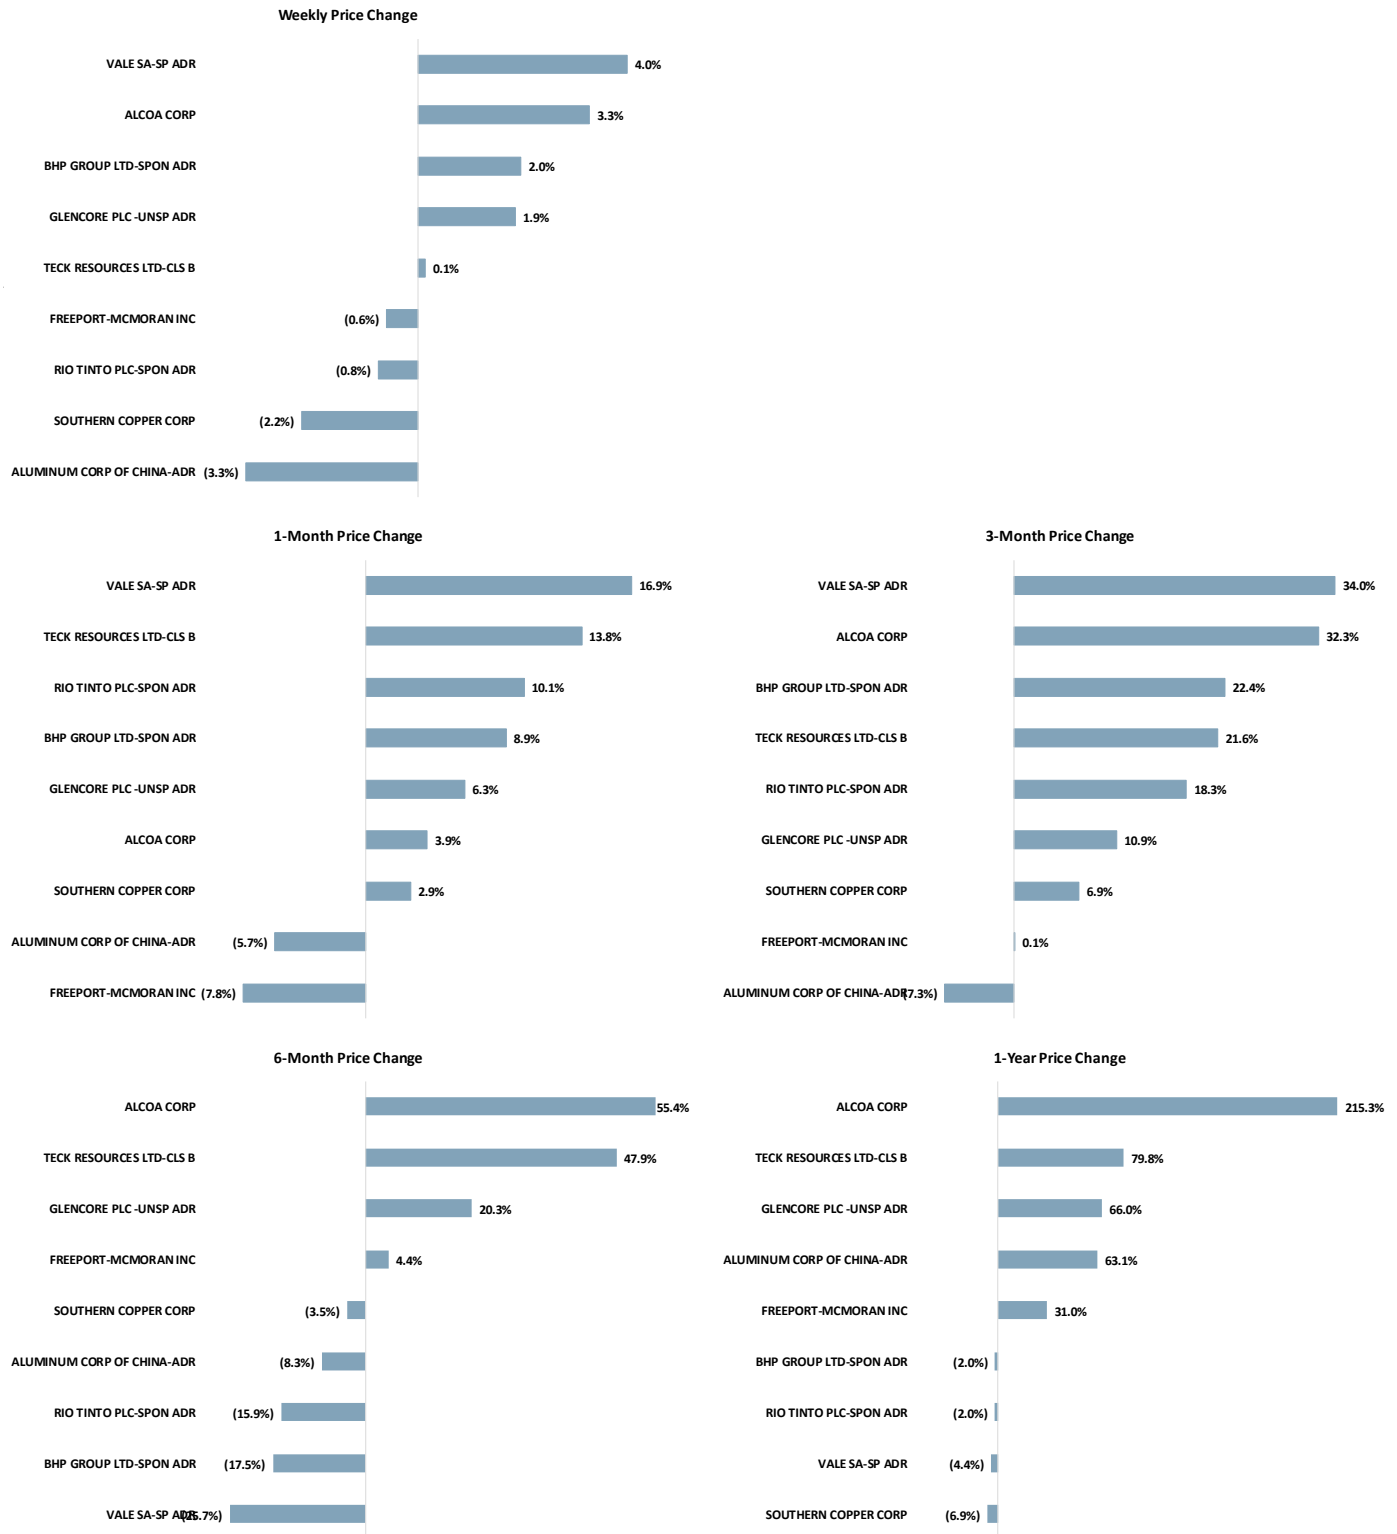 Weekly Price Change
VALE SA-SP ADR 4.0%
ALCOA CORP 3.3%
BHP GROUP LTD-SPON ADR 2.0%
GLENCORE PLC -UNSP ADR 1.9%
TECK RESOURCES LTD-CLS B 0.1%
FREEPORT-MCMORAN INC (0.6%)
RIO TINTO PLC-SPON ADR (0.8%)
SOUTHERN COPPER CORP (2.2%)
ALUMINUM CORP OF CHINA-ADR (3.3%)
1-Month Price Change
VALE SA-SP ADR 16.9%
TECK RESOURCES LTD-CLS B 13.8%
RIO TINTO PLC-SPON ADR 10.1%
BHP GROUP LTD-SPON ADR 8.9%
GLENCORE PLC -UNSP ADR 6.3%
ALCOA CORP 3.9%
SOUTHERN COPPER CORP 2.9%
ALUMINUM CORP OF CHINA-ADR (5.7%)
FREEPORT-MCMORAN INC (7.8%)
3-Month Price Change
VALE SA-SP ADR 34.0%
ALCOA CORP 32.3%
BHP GROUP LTD-SPON ADR 22.4%
TECK RESOURCES LTD-CLS B 21.6%
RIO TINTO PLC-SPON ADR 18.3%
GLENCORE PLC -UNSP ADR 10.9%
SOUTHERN COPPER CORP 6.9%
FREEPORT-MCMORAN INC 0.1%
ALUMINUM CORP OF CHINA-ADR (7.3%)
6-Month Price Change
ALCOA CORP 55.4%
TECK RESOURCES LTD-CLS B 47.9%
GLENCORE PLC -UNSP ADR 20.3%
FREEPORT-MCMORAN INC 4.4%
SOUTHERN COPPER CORP (3.5%)
ALUMINUM CORP OF CHINA-ADR (8.3%)
RIO TINTO PLC-SPON ADR (15.9%)
BHP GROUP LTD-SPON ADR (17.5%)
VALE SA-SP ADR (25.7%)
1-Year Price Change
ALCOA CORP 215.3%
TECK RESOURCES LTD-CLS B 79.8%
GLENCORE PLC -UNSP ADR 66.0%
ALUMINUM CORP OF CHINA-ADR 63.1%
FREEPORT-MCMORAN INC 31.0%
BHP GROUP LTD-SPON ADR (2.0%)
RIO TINTO PLC-SPON ADR (2.0%)
VALE SA-SP ADR (4.4%)
SOUTHERN COPPER CORP (6.9%)